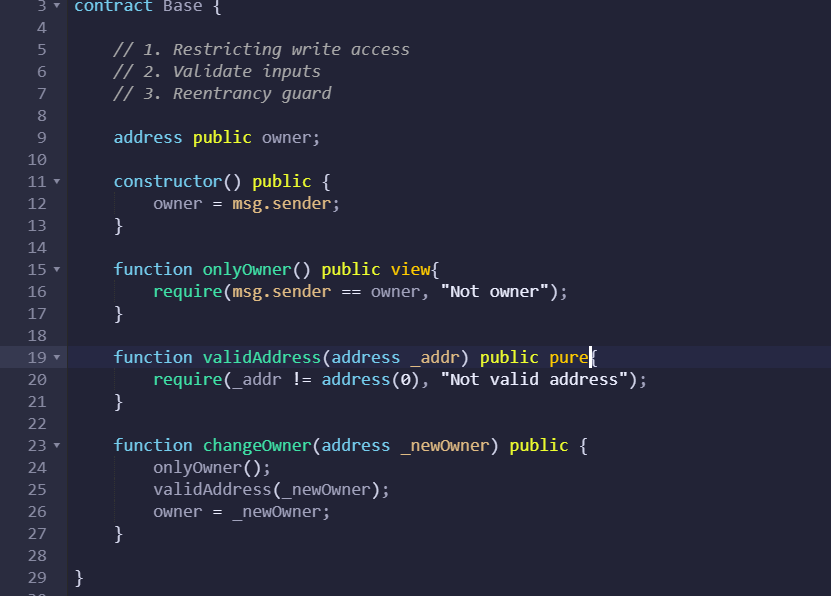 3 contract Base {
4
5 // 1. Restricting write access
6 // 2. Validate inputs
7 // 3. Reentrancy guard
8
9 address public owner;
10
11 constructor() public {
12 owner = msg.sender;
13 }
14
15 function onlyOwner() public view{
16 require(msg.sender == owner, "Not owner");
17 }
18
19 function validAddress(address _addr) public pure{
20 require(_addr != address(0), "Not valid address");
21 }
22
23 function changeOwner(address _newOwner) public {
24 onlyOwner();
25 validAddress(_newOwner);
26 owner = _newOwner;
27 }
28
29 }